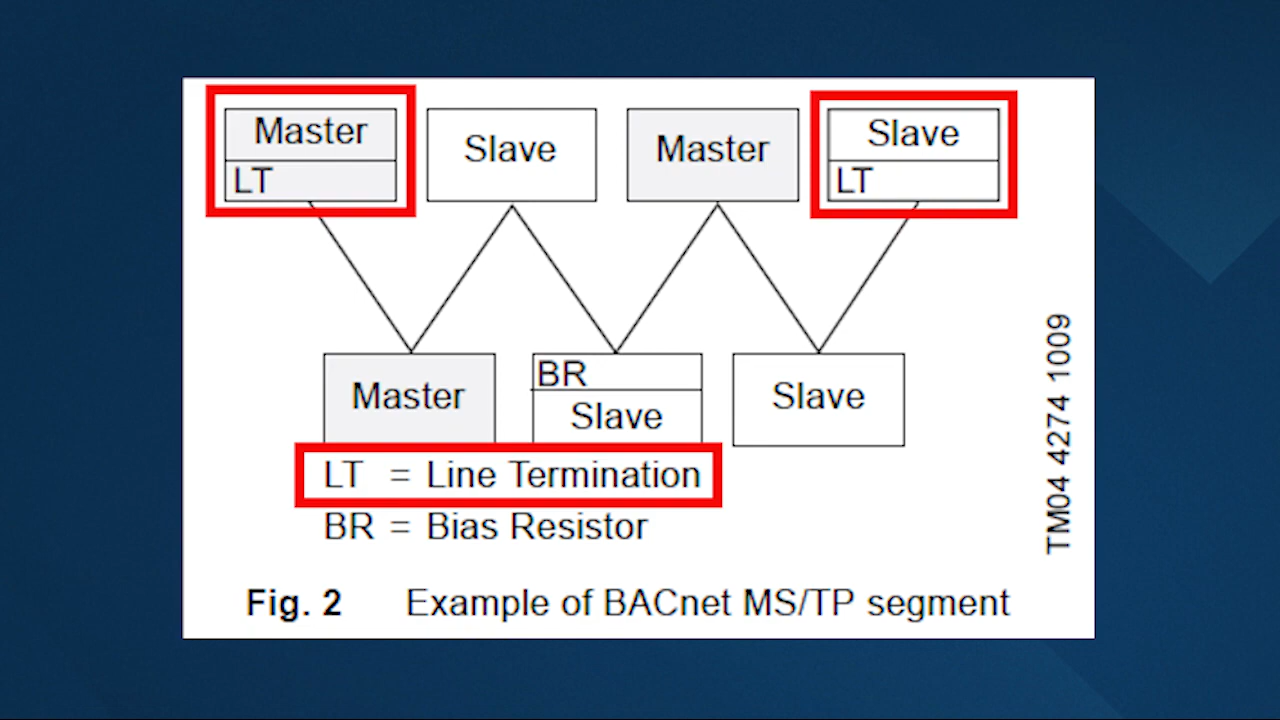 Master
LT
Slave
Master
Slave
LT
Master
BR
Slave
Slave
LT = Line Termination
BR = Bias Resistor
TM04 4274 1009
Fig. 2 Example of BACnet MS/TP segment